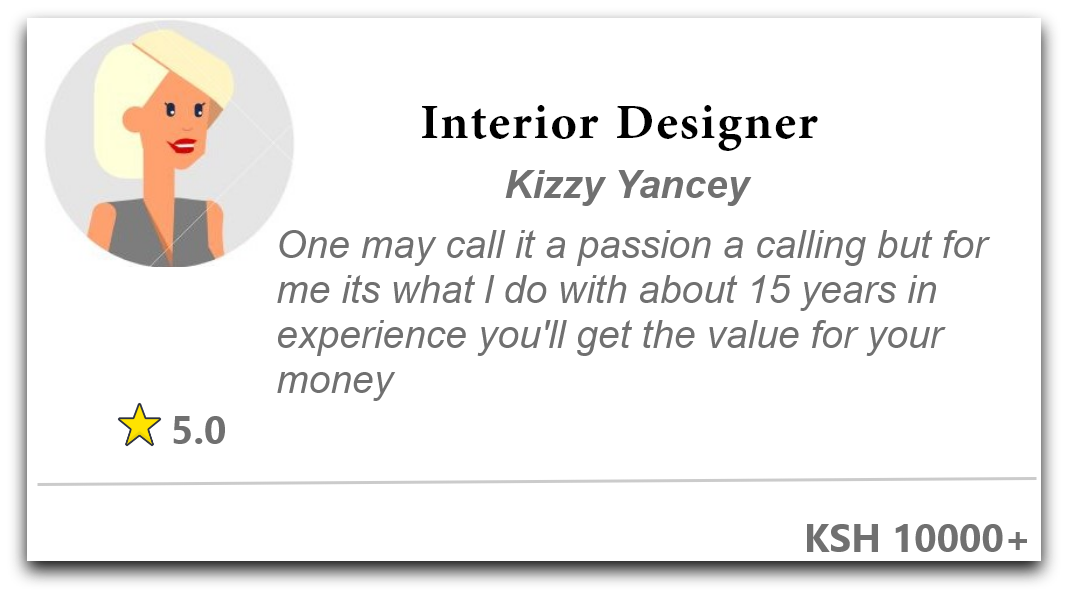 Interior Designer
Kizzy Yancey
One may call it a passion a calling but for
me its what I do with about 15 years in
experience you'll get the value for your
money
5.0
KSH 10000+